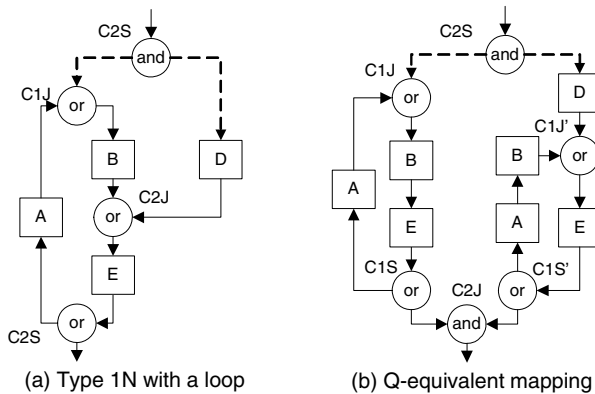 C2S
and
C1J
or
B
D
C2J
A
or
E
C2S
or
(a) Type 1N with a loop
C2S
and
C1J
or
D
C1J'
B
B
or
A
E
A
E
C1S
C1S'
or
C2J
or
and
(b) Q-equivalent mapping